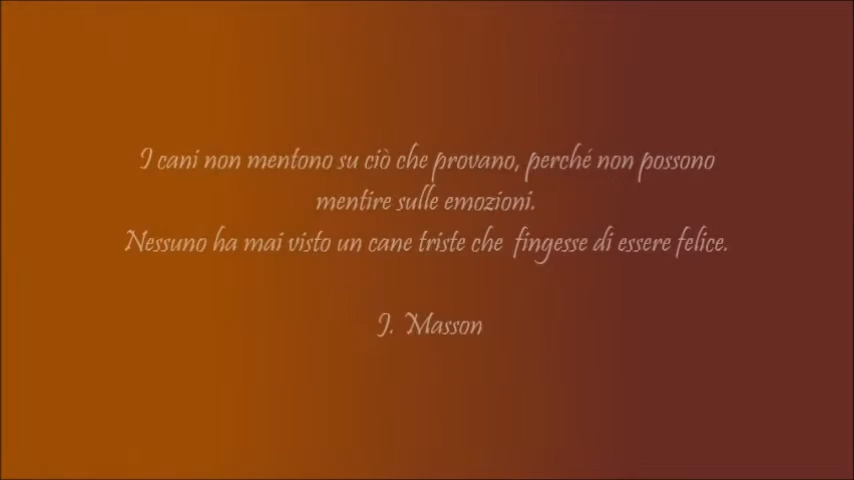 I cani non mentono su ciò che provano, perché non possono
mentire sulle emozioni.
Nessuno ha mai visto un cane triste che fingesse di essere felice.
J. Masson